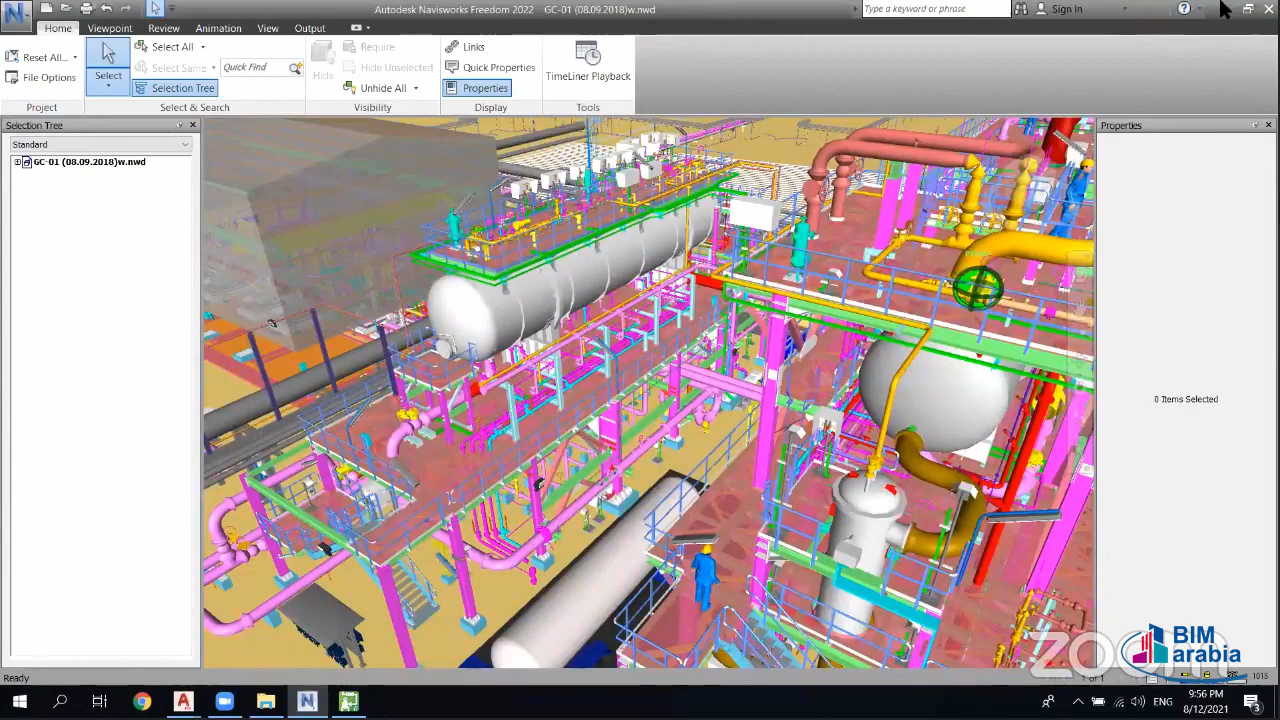 Autodesk Navisworks Freedom 2022 GC-01 (08.09.2018)w.nwd
Type a keyword or phrase
Sign In
Home Viewpoint Review Animation View Output
Reset All...
File Options
Project
Select
Select All
Select Same
Selection Tree
Quick Find
Select & Search
Hide
Require
Hide Unselected
Unhide All
Visibility
Links
Quick Properties
Properties
Display
TimeLiner Playback
Tools
Selection Tree
Standard
GC-01 (08.09.2018)w.nwd
Properties
0 Items Selected
zoom
BIM
arabia
Ready
of 1
1015
ENG
9:56 PM
8/12/2021
3